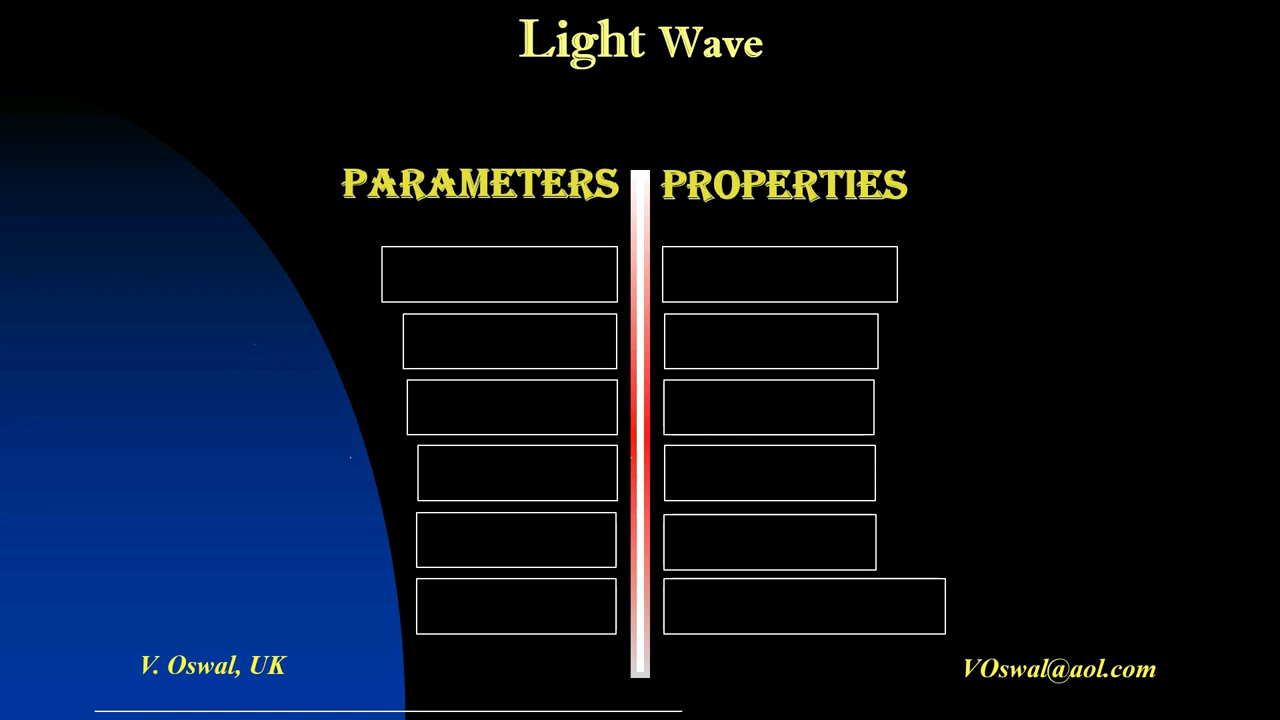 Light Wave
PARAMETERS
PROPERTIES
V. Oswal, UK
VOswal@aol.com